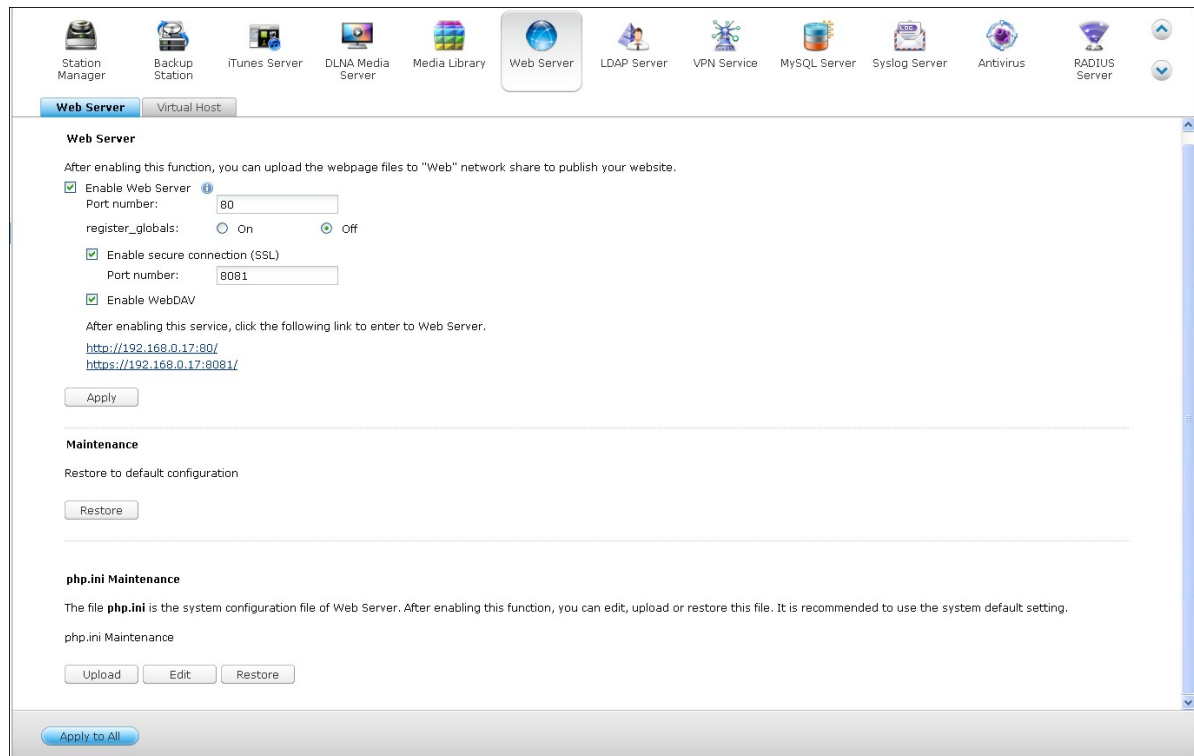 Station Manager
Backup Station
iTunes Server
DLNA Media Server
Media Library
Web Server
LDAP Server
VPN Service
MySQL Server
Syslog Server
Antivirus
RADIUS Server
Web Server
Virtual Host
Web Server
After enabling this function, you can upload the webpage files to "Web" network share to publish your website.
Enable Web Server
Port number: 80
register_globals: On Off
Enable secure connection (SSL)
Port number: 8081
Enable WebDAV
After enabling this service, click the following link to enter to Web Server.
http://192.168.0.17:80/
https://192.168.0.17:8081/
Apply
Maintenance
Restore to default configuration
Restore
php.ini Maintenance
The file php.ini is the system configuration file of Web Server. After enabling this function, you can edit, upload or restore this file. It is recommended to use the system default setting.
php.ini Maintenance
Upload Edit Restore
Apply to All